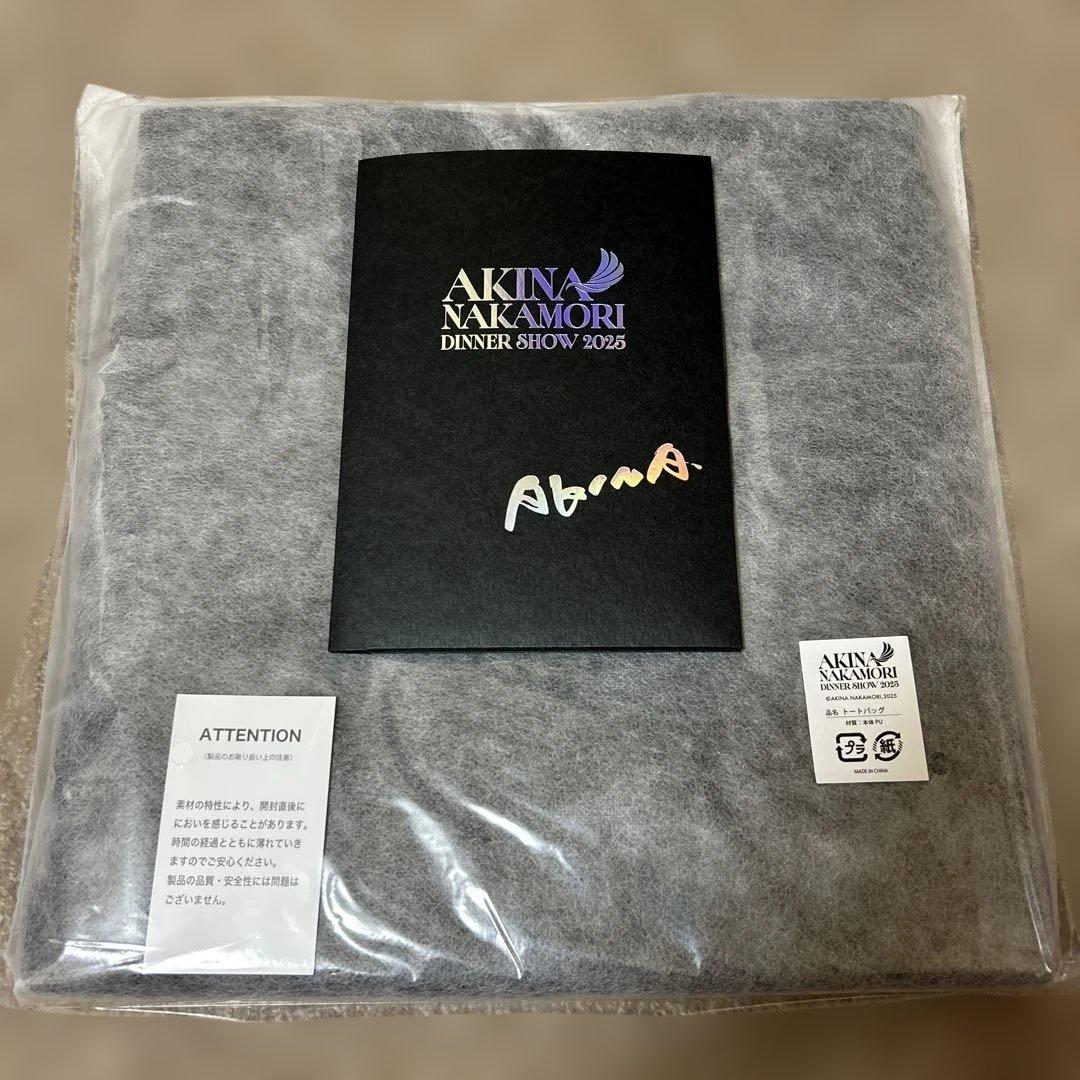 AKINA
NAKAMORI
DINNER SHOW 2025
AkinA.
AKINA
NAKAMORI
DINNER SHOW 2025
©AKINA NAKAMORI, 2025
品名 トートバッグ
材質：本体 PU
プラ 紙
MADE IN CHINA
ATTENTION
（製品のお取り扱い上の注意）
素材の特性により、開封直後に
においを感じることがあります。
時間の経過とともに薄れていき
ますのでご安心ください。
製品の品質・安全性には問題は
ございません。